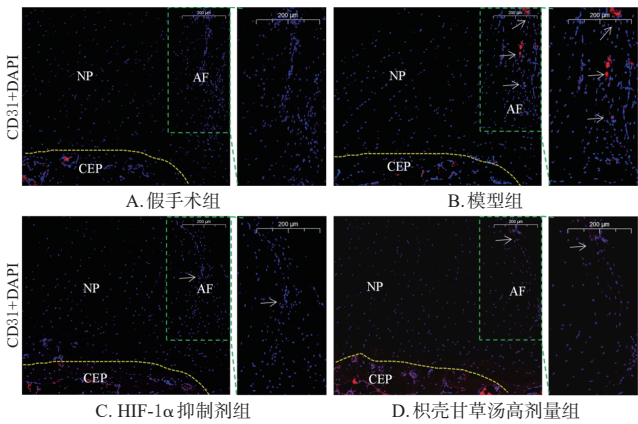 CD31+DAPI
200 μm
200 μm
NP
AF
CEP
A. 假手术组
200 μm
200 μm
NP
AF
CEP
B. 模型组
CD31+DAPI
200 μm
200 μm
NP
AF
CEP
C. HIF-1α 抑制剂组
200 μm
200 μm
NP
AF
CEP
D. 枳壳甘草汤高剂量组